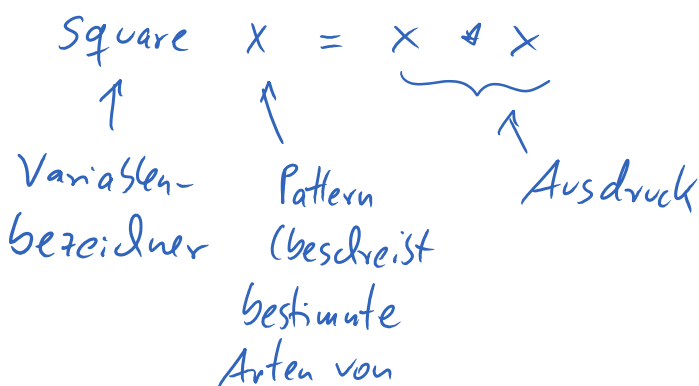 square x = x * x
Variablen-
bezeichner
Pattern
(beschreibt
bestimmte
Arten von
Ausdruck